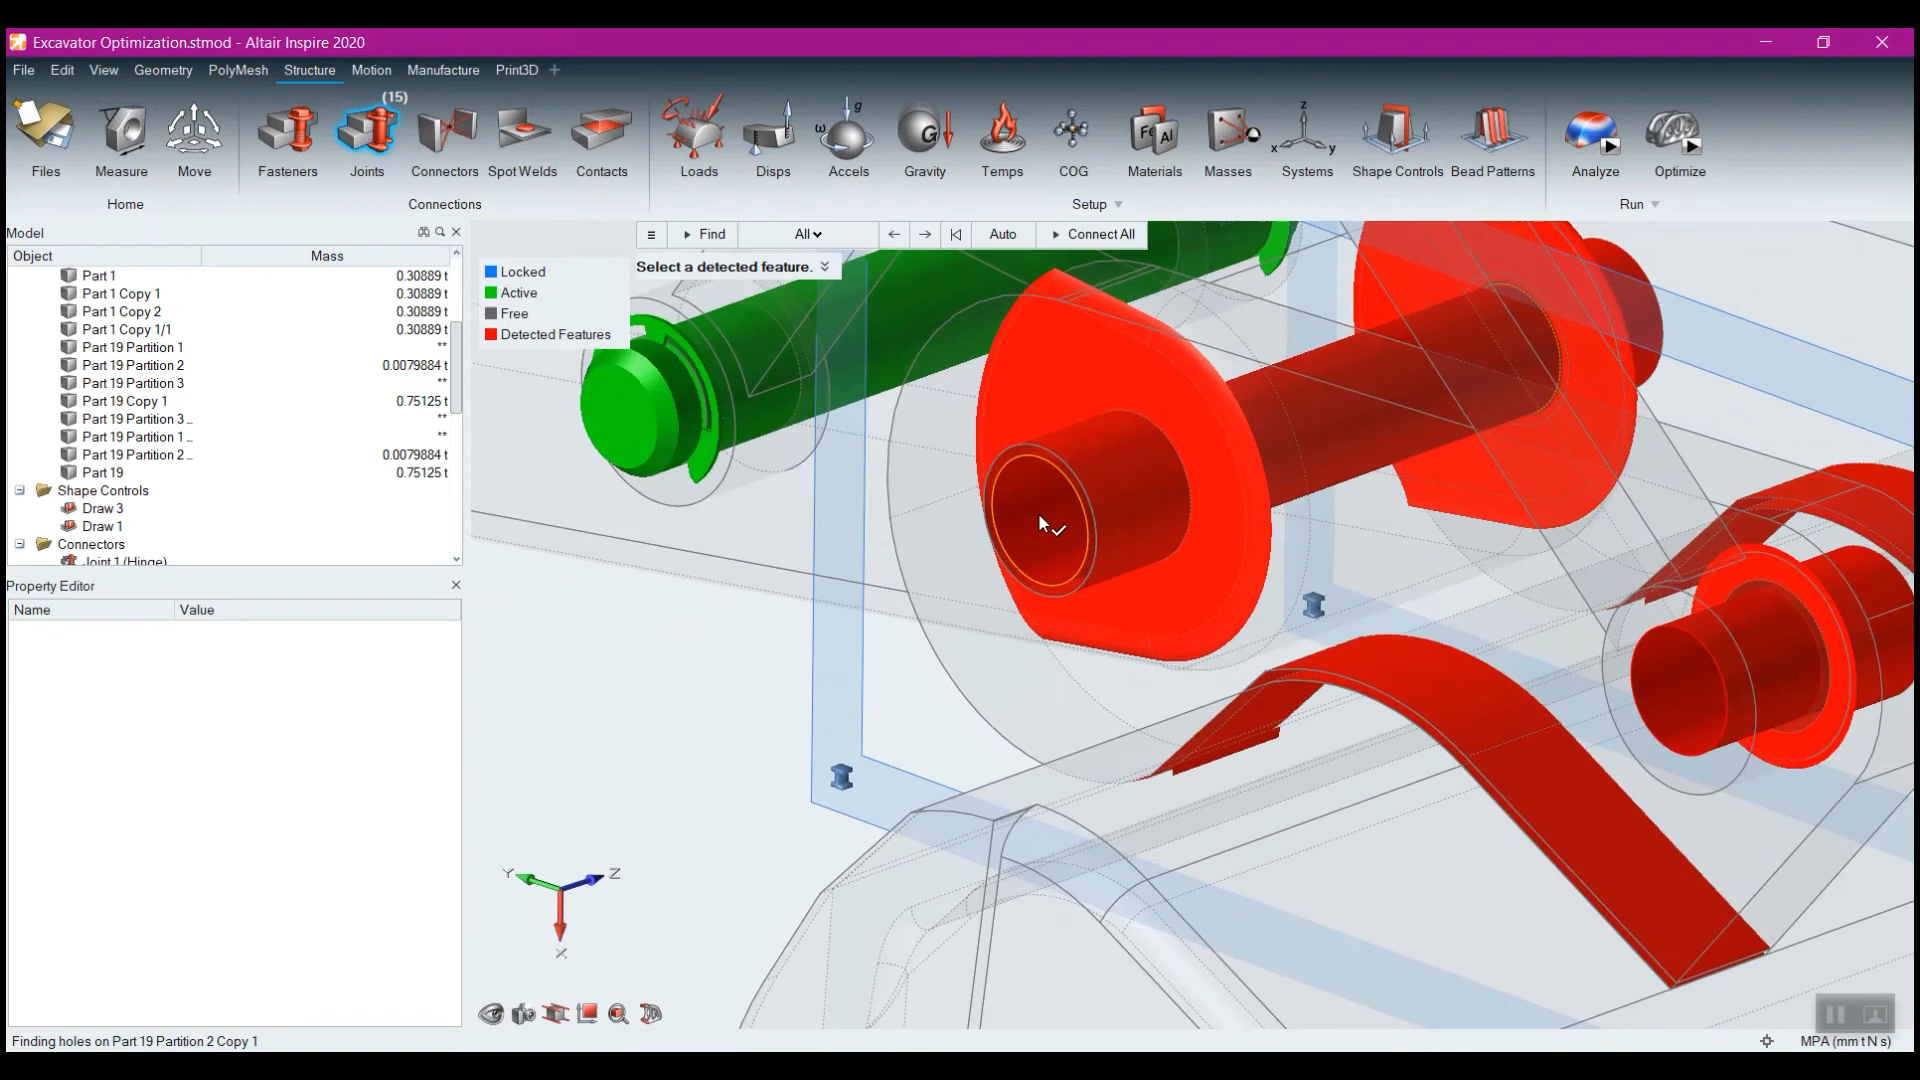 Excavator Optimization.stmod - Altair Inspire 2020
File Edit View Geometry PolyMesh Structure Motion Manufacture Print3D
(15)
Files Measure Move Fasteners Joints Connectors Spot Welds Contacts Loads Disps Accels Gravity Temps COG Materials Masses Systems Shape Controls Bead Patterns Analyze Optimize
Home Connections Setup Run
Model
Object Mass
Part 1 0.30889 t
Part 1 Copy 1 0.30889 t
Part 1 Copy 2 0.30889 t
Part 1 Copy 1/1 0.30889 t
Part 19 Partition 1 **
Part 19 Partition 2 0.0079884 t
Part 19 Partition 3 **
Part 19 Copy 1 0.75125 t
Part 19 Partition 3 ... **
Part 19 Partition 1 ... **
Part 19 Partition 2 ... 0.0079884 t
Part 19 0.75125 t
Shape Controls
Draw 3
Draw 1
Connectors
Joint 1 (Hinge)
Property Editor
Name Value
Find All Auto Connect All
Select a detected feature.
Locked
Active
Free
Detected Features
Y Z
X
Finding holes on Part 19 Partition 2 Copy 1
MPA (mm t N s)